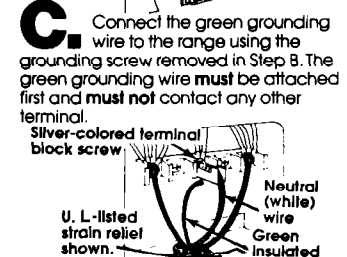 C. Connect the green grounding
wire to the range using the
grounding screw removed in Step B. The
green grounding wire must be attached
first and must not contact any other
terminal.
Silver-colored terminal
block screw
Neutral
(white)
wire
U. L-listed
strain relief
shown.
Green
insulated